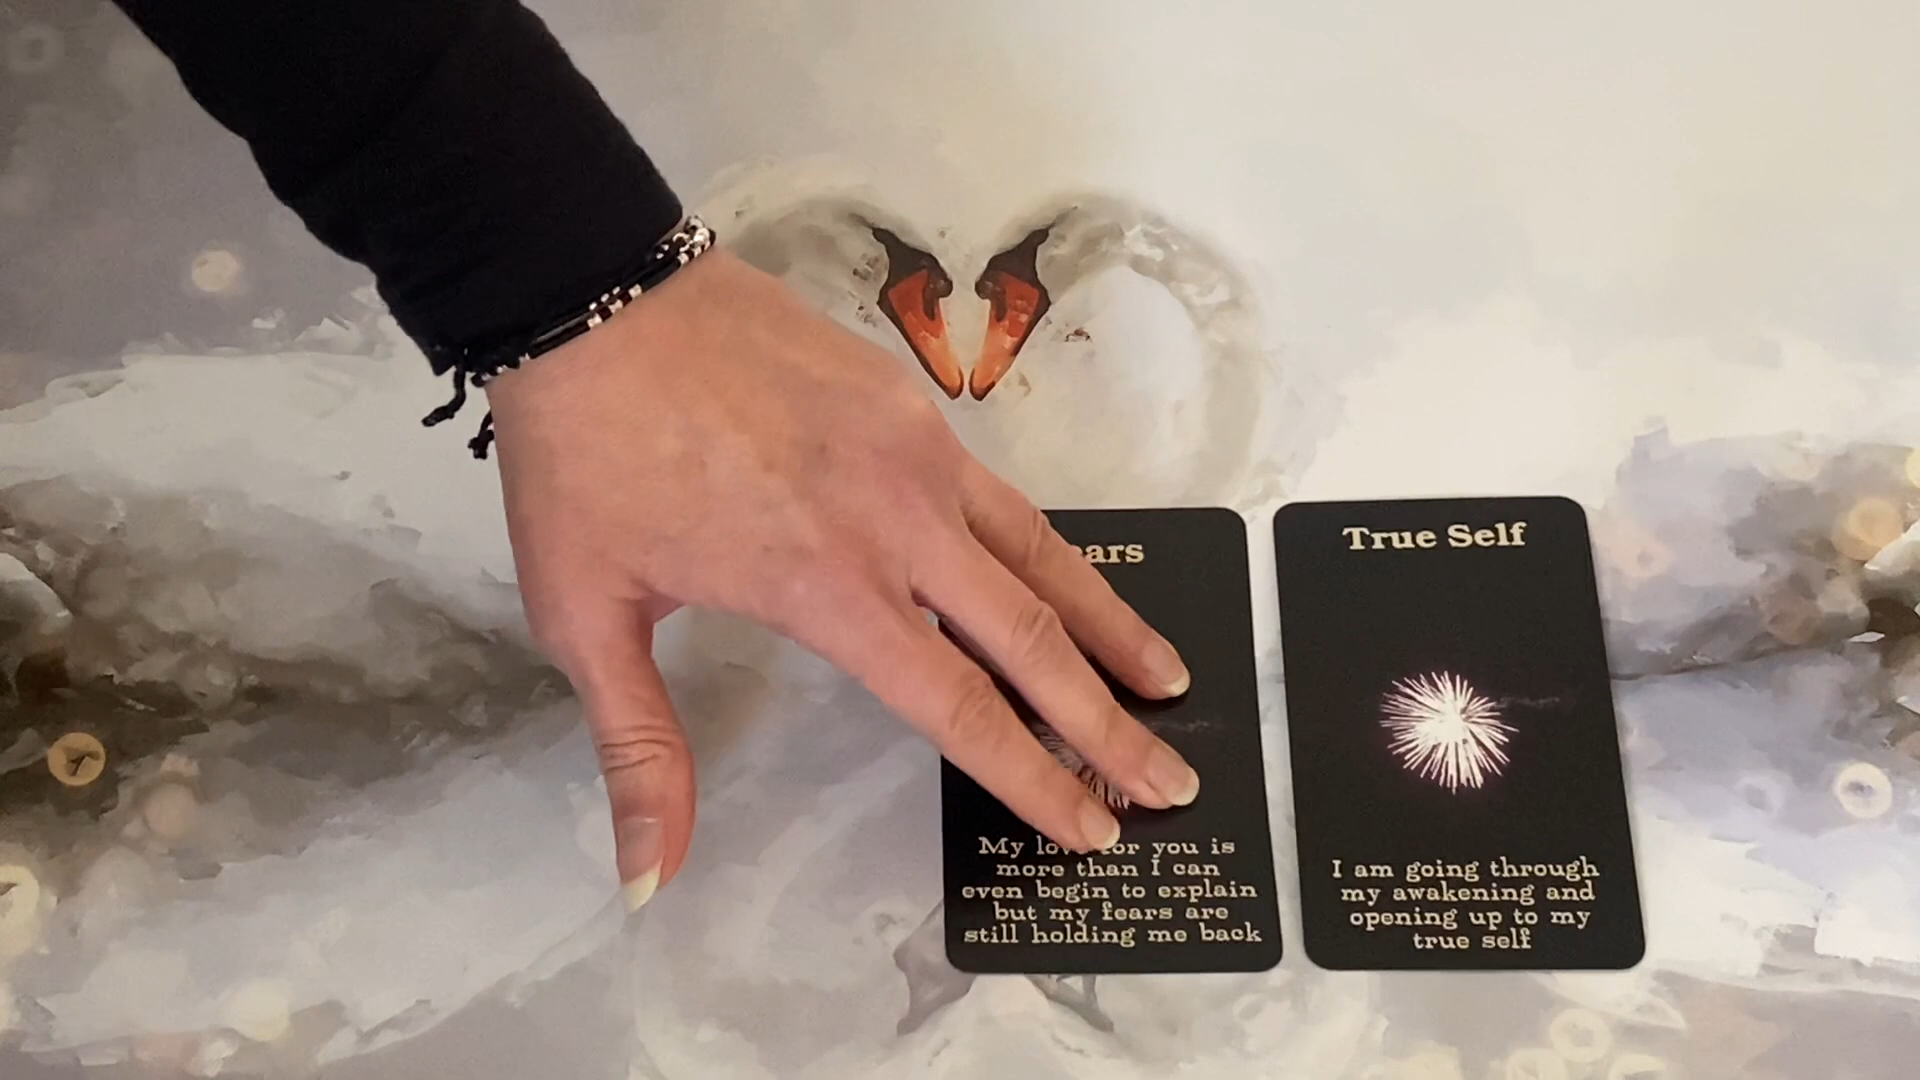 ears
My love for you is
more than I can
even begin to explain
but my fears are
still holding me back
True Self
I am going through
my awakening and
opening up to my
true self